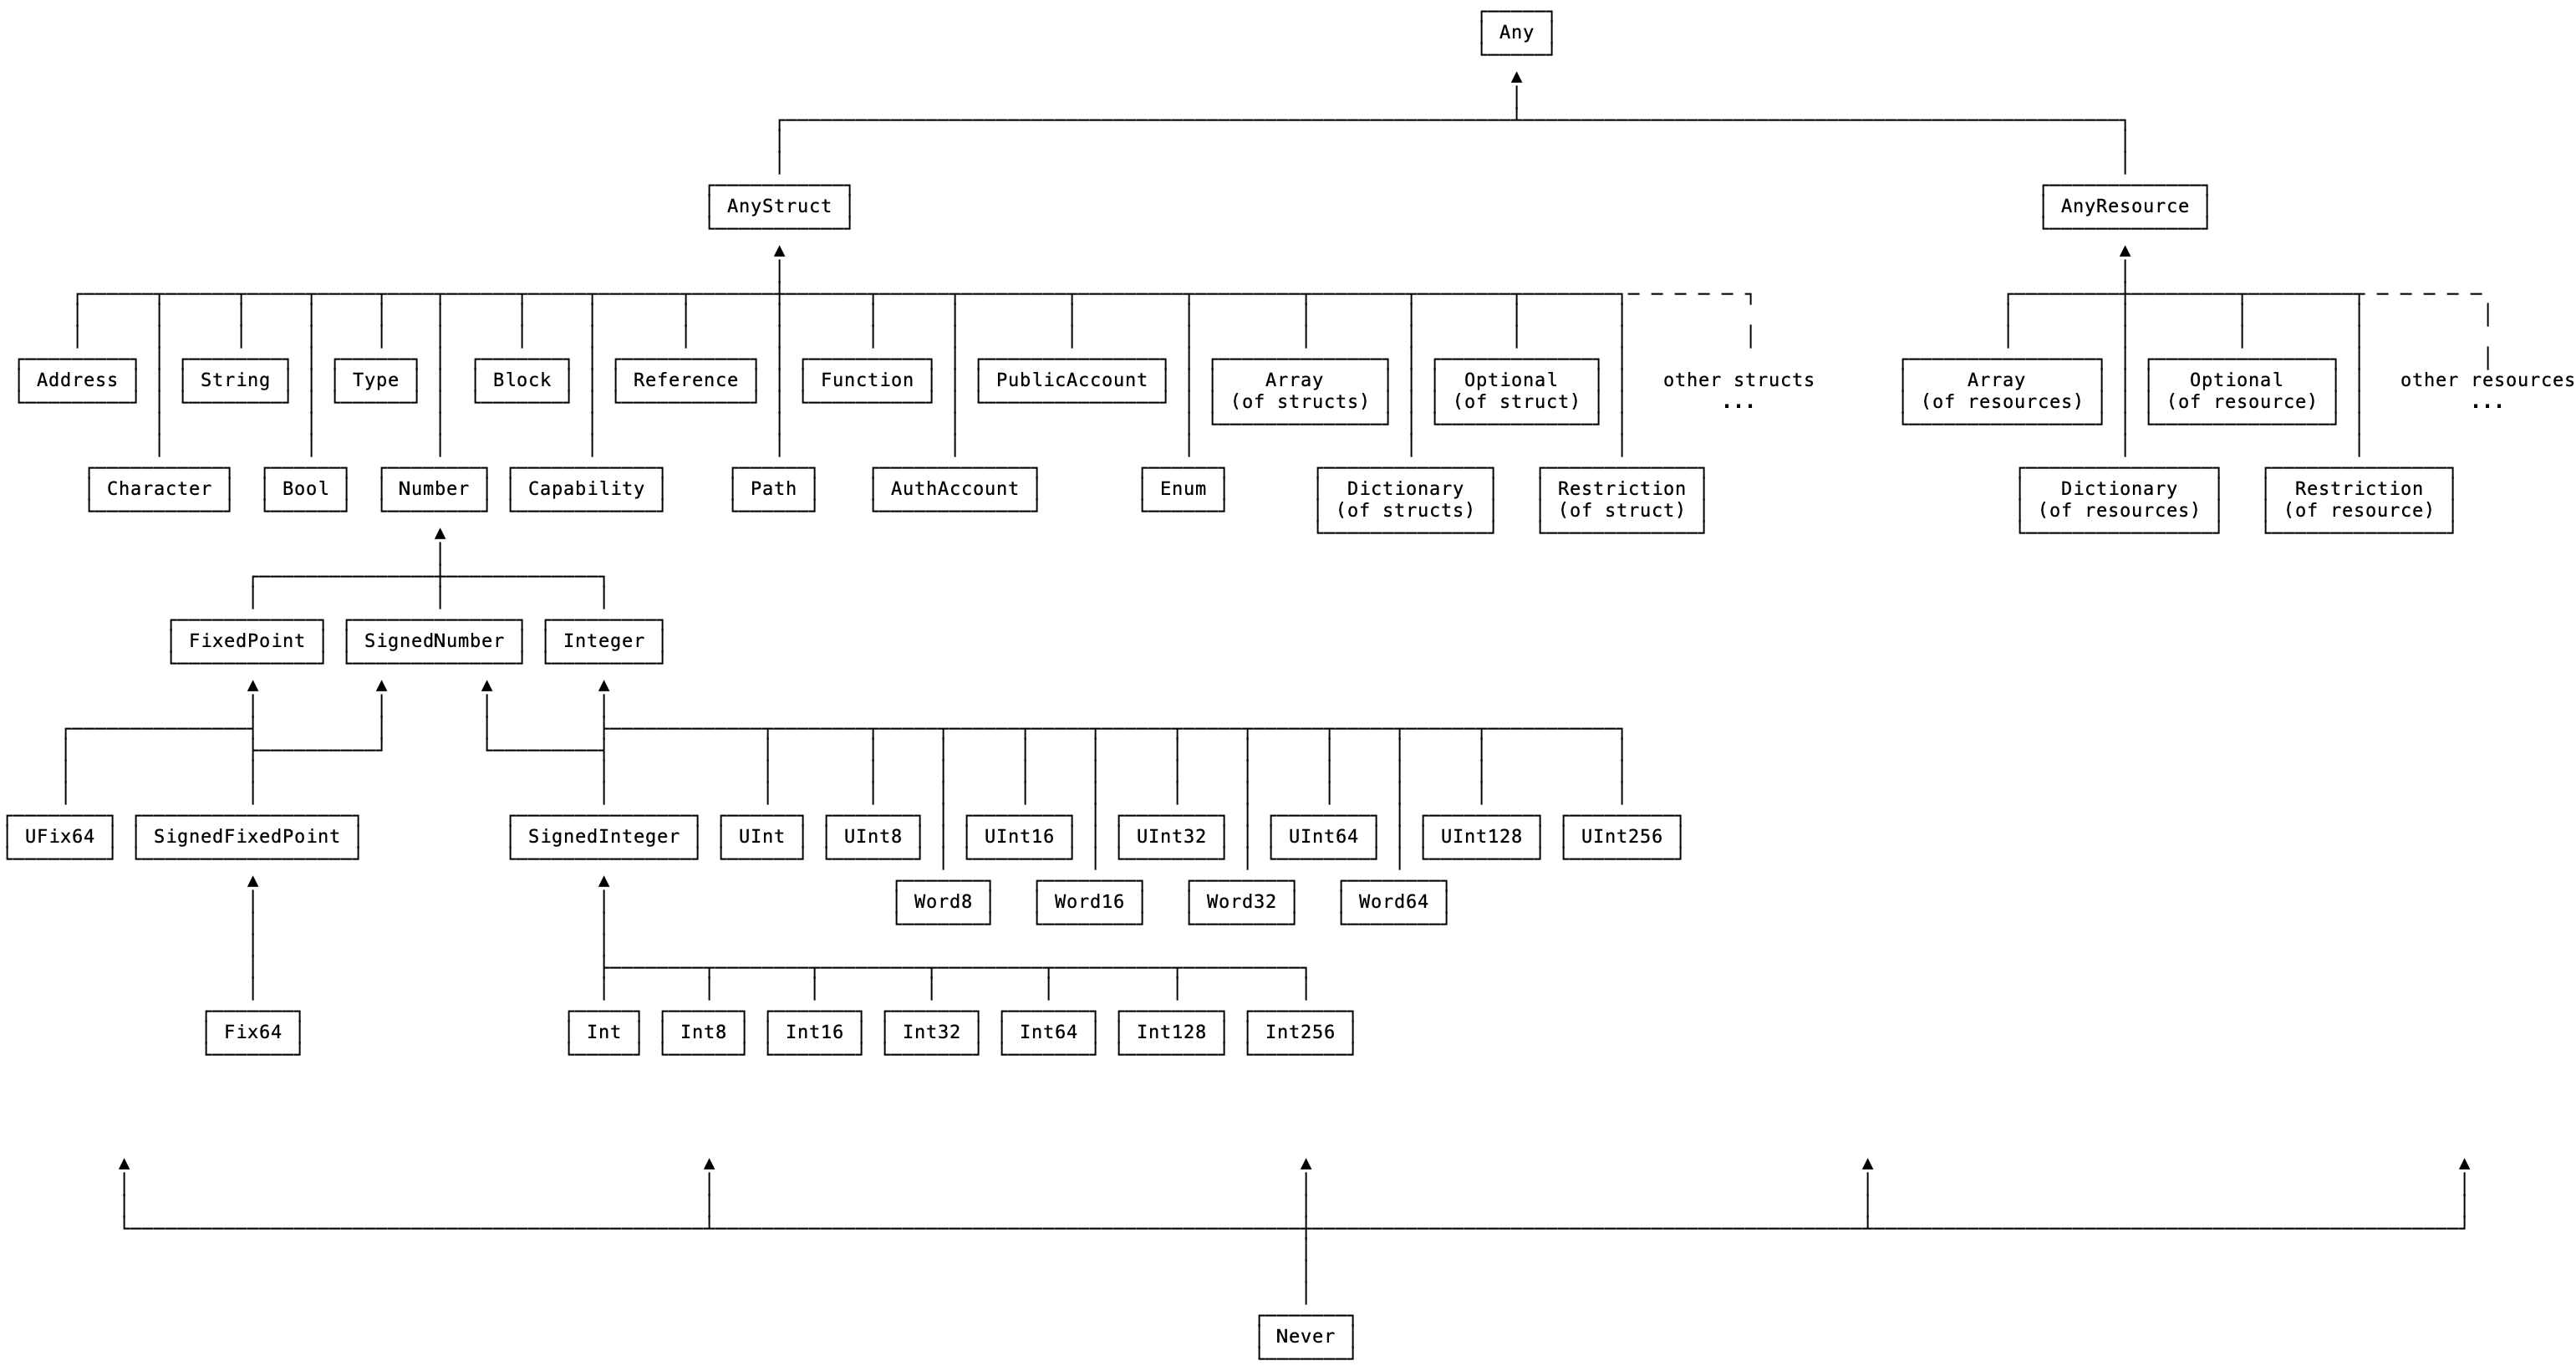 Any
AnyStruct
AnyResource
Address
String
Type
Block
Reference
Function
PublicAccount
Array
(of structs)
Optional
(of struct)
other structs
...
Array
(of resources)
Optional
(of resource)
other resources
...
Character
Bool
Number
Capability
Path
AuthAccount
Enum
Dictionary
(of structs)
Restriction
(of struct)
Dictionary
(of resources)
Restriction
(of resource)
FixedPoint
SignedNumber
Integer
UFix64
SignedFixedPoint
SignedInteger
UInt
UInt8
UInt16
UInt32
UInt64
UInt128
UInt256
Word8
Word16
Word32
Word64
Fix64
Int
Int8
Int16
Int32
Int64
Int128
Int256
Never